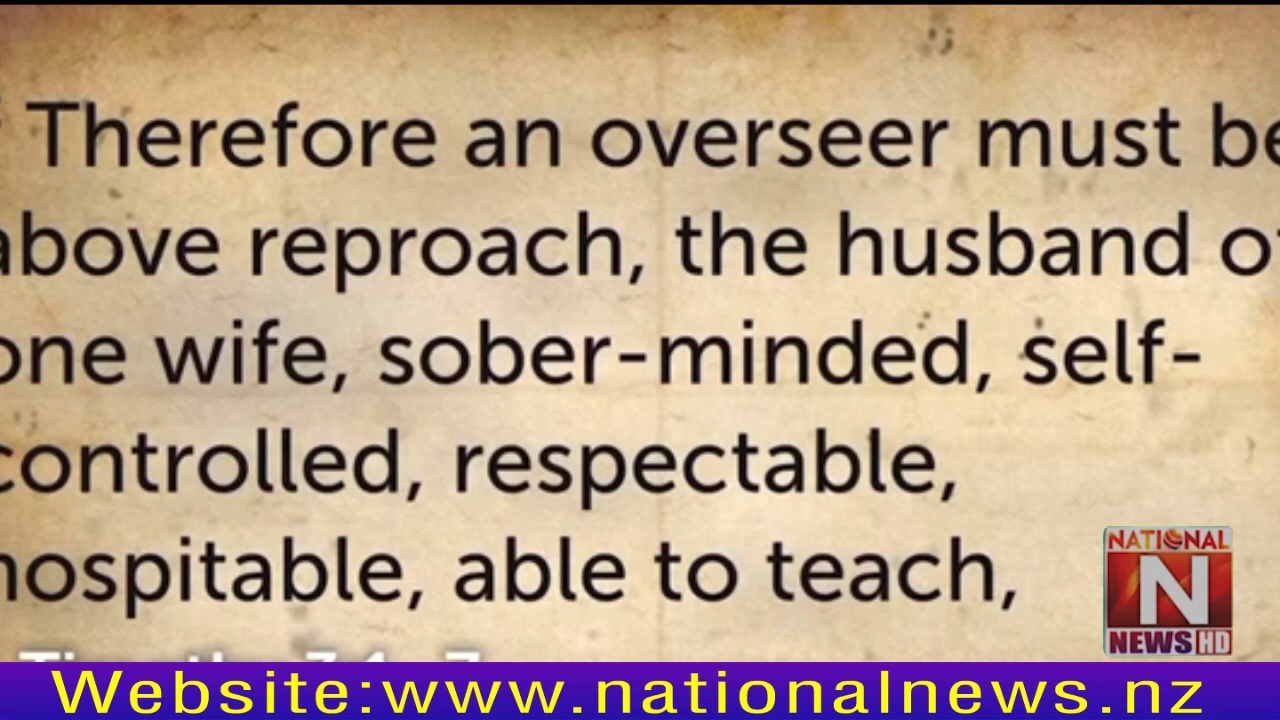 Therefore an overseer must be
above reproach, the husband of
one wife, sober-minded, self-
controlled, respectable,
hospitable, able to teach,
NATIONAL
N
NEWS HD
Website:www.nationalnews.nz